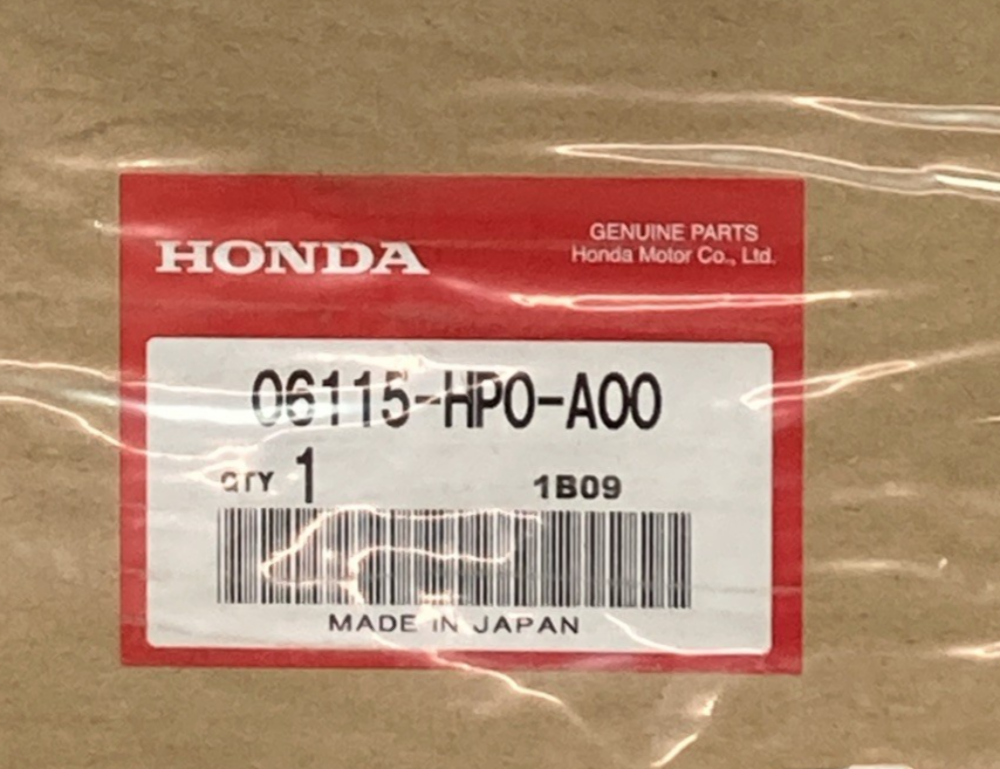 HONDA
GENUINE PARTS
Honda Motor Co., Ltd.
06115-HP0-A00
QTY 1
1B09
MADE IN JAPAN